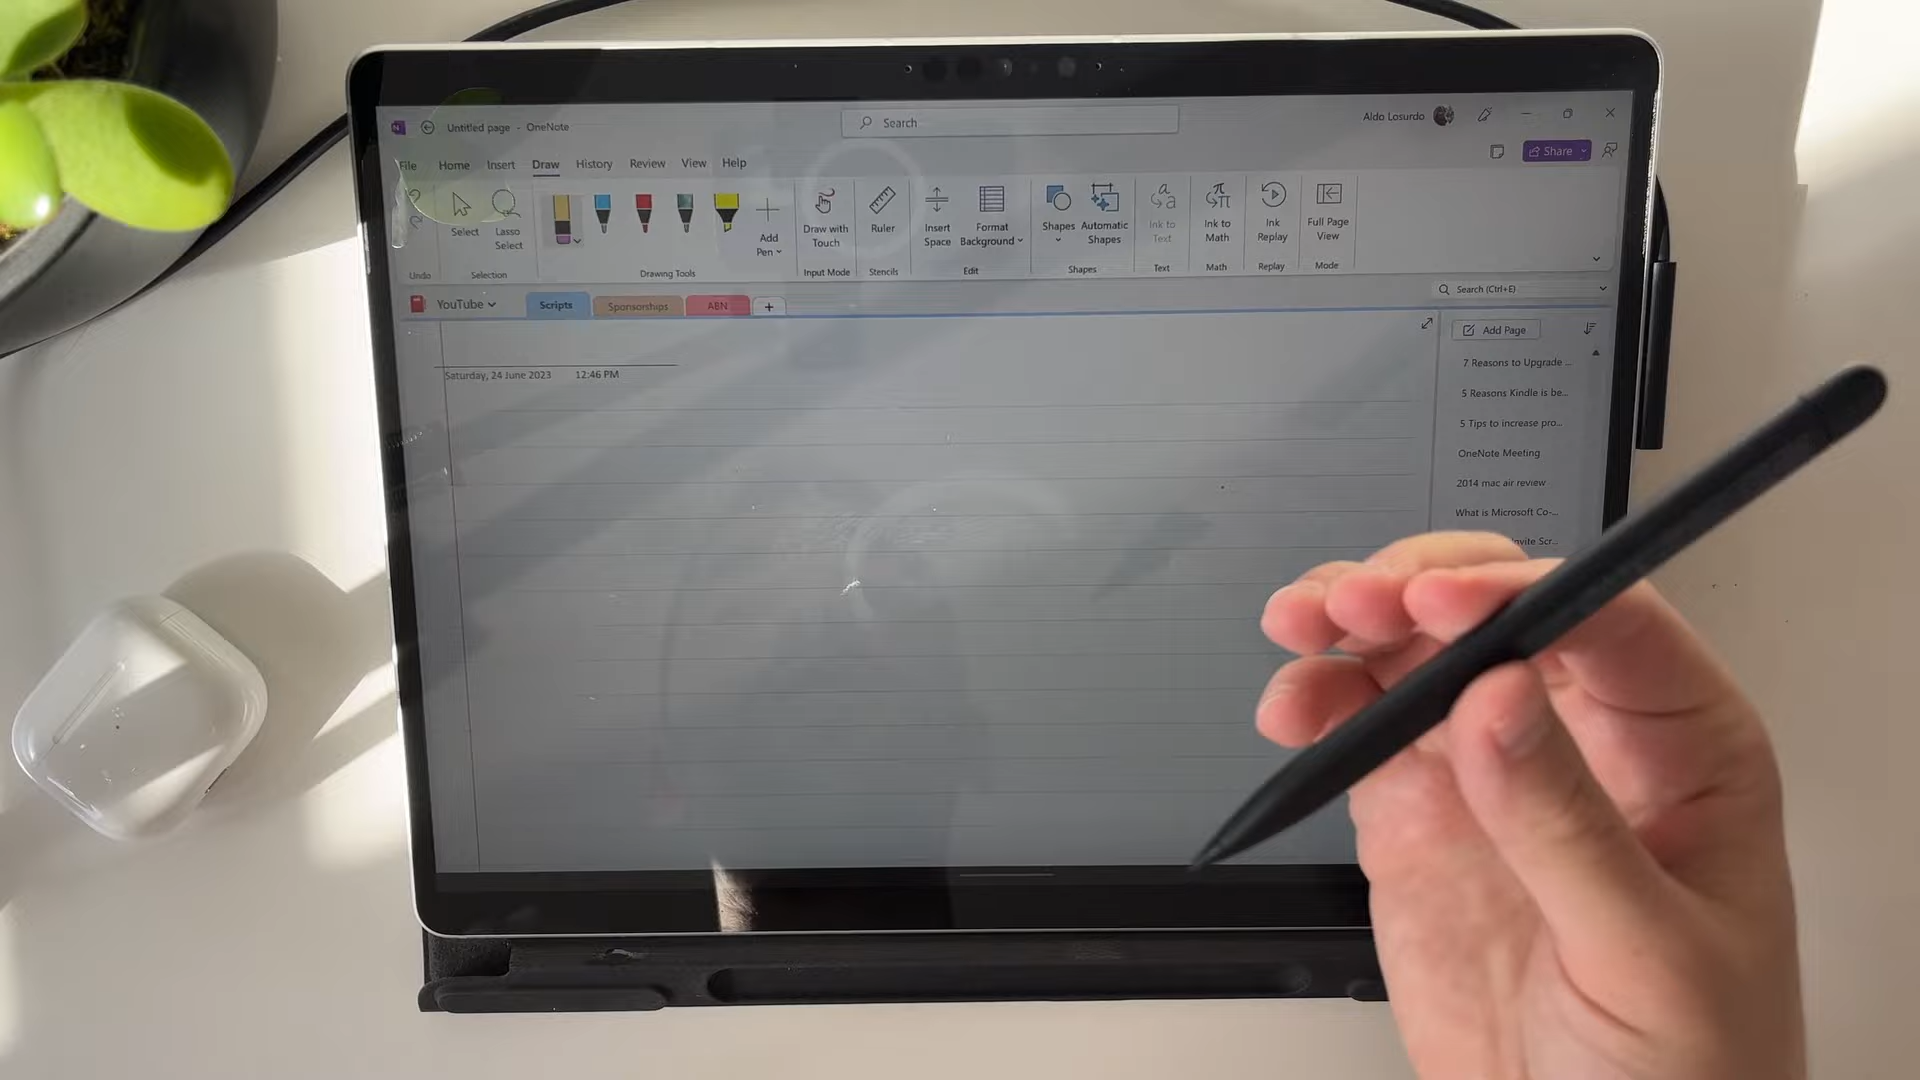 Untitled page - OneNote
Search
Aldo Losurdo
File Home Insert Draw History Review View Help
Share
Select
Lasso Select
Add Pen
Draw with Touch
Ruler
Insert Space
Format Background
Shapes
Automatic Shapes
Ink to Text
Ink to Math
Ink Replay
Full Page View
Undo
Selection
Drawing Tools
Input Mode
Stencils
Edit
Shapes
Text
Math
Replay
Mode
YouTube
Scripts
Sponsorships
ABN
Search (Ctrl+E)
Add Page
Saturday, 24 June 2023 12:46 PM
7 Reasons to Upgrade ...
5 Reasons Kindle is be...
5 Tips to increase pro...
OneNote Meeting
2014 mac air review
What is Microsoft Co-...
Invite Scr...